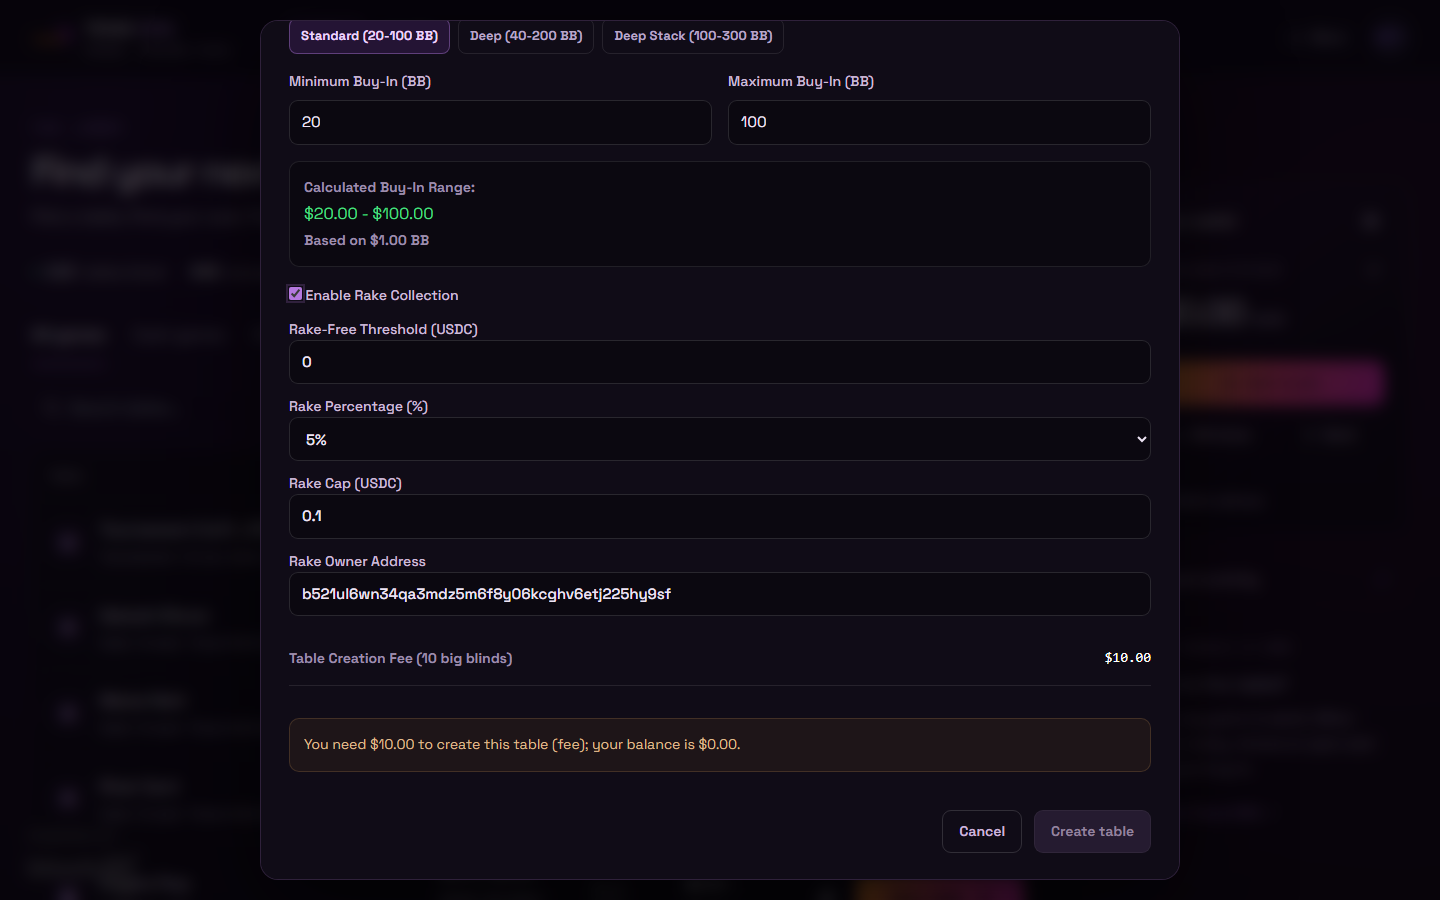 Standard (20-100 BB)
Deep (40-200 BB)
Deep Stack (100-300 BB)
Minimum Buy-In (BB)
Maximum Buy-In (BB)
20
100
Calculated Buy-In Range:
$20.00 - $100.00
Based on $1.00 BB
Enable Rake Collection
Rake-Free Threshold (USDC)
0
Rake Percentage (%)
5%
Rake Cap (USDC)
0.1
Rake Owner Address
b521ul6wn34qa3mdz5m6f8y06kcghv6etj225hy9sf
Table Creation Fee (10 big blinds)
$10.00
You need $10.00 to create this table (fee); your balance is $0.00.
Cancel
Create table